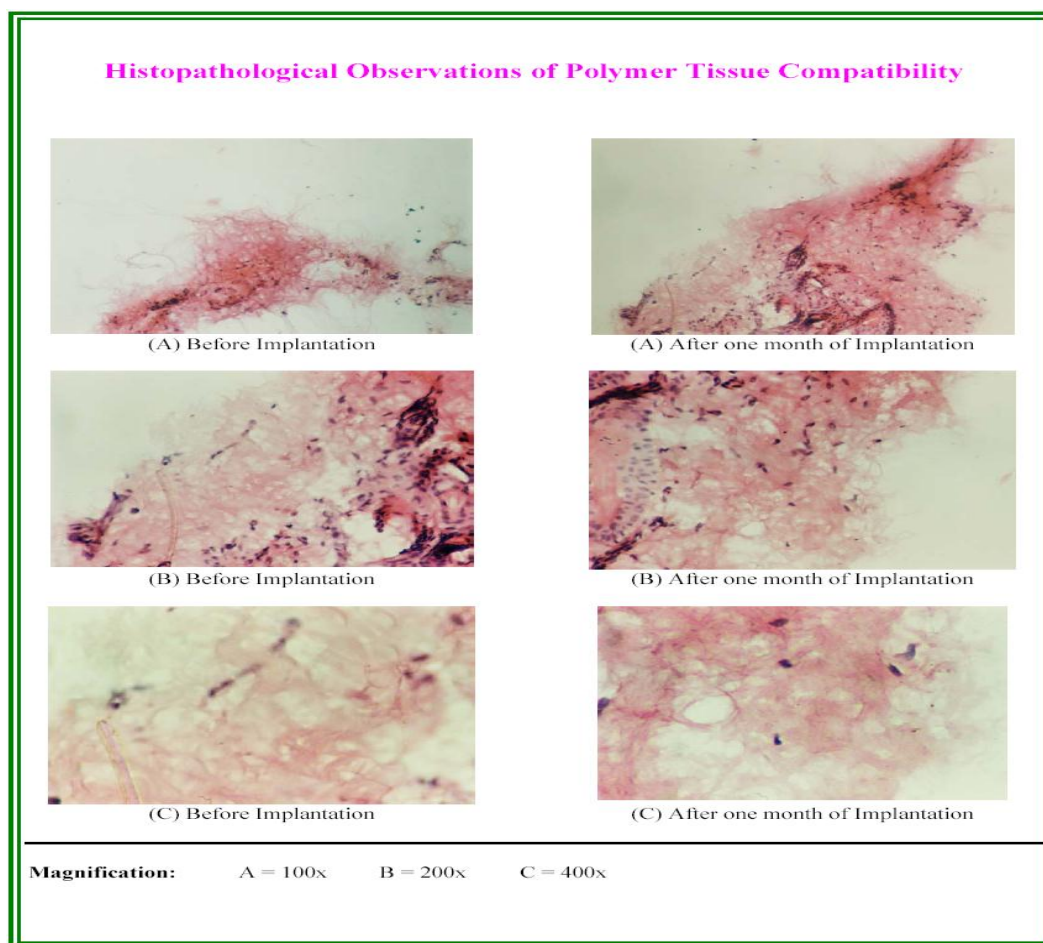 Histopathological Observations of Polymer Tissue Compatibility
(A) Before Implantation
(A) After one month of Implantation
(B) Before Implantation
(B) After one month of Implantation
(C) Before Implantation
(C) After one month of Implantation
Magnification: A = 100x B = 200x C = 400x